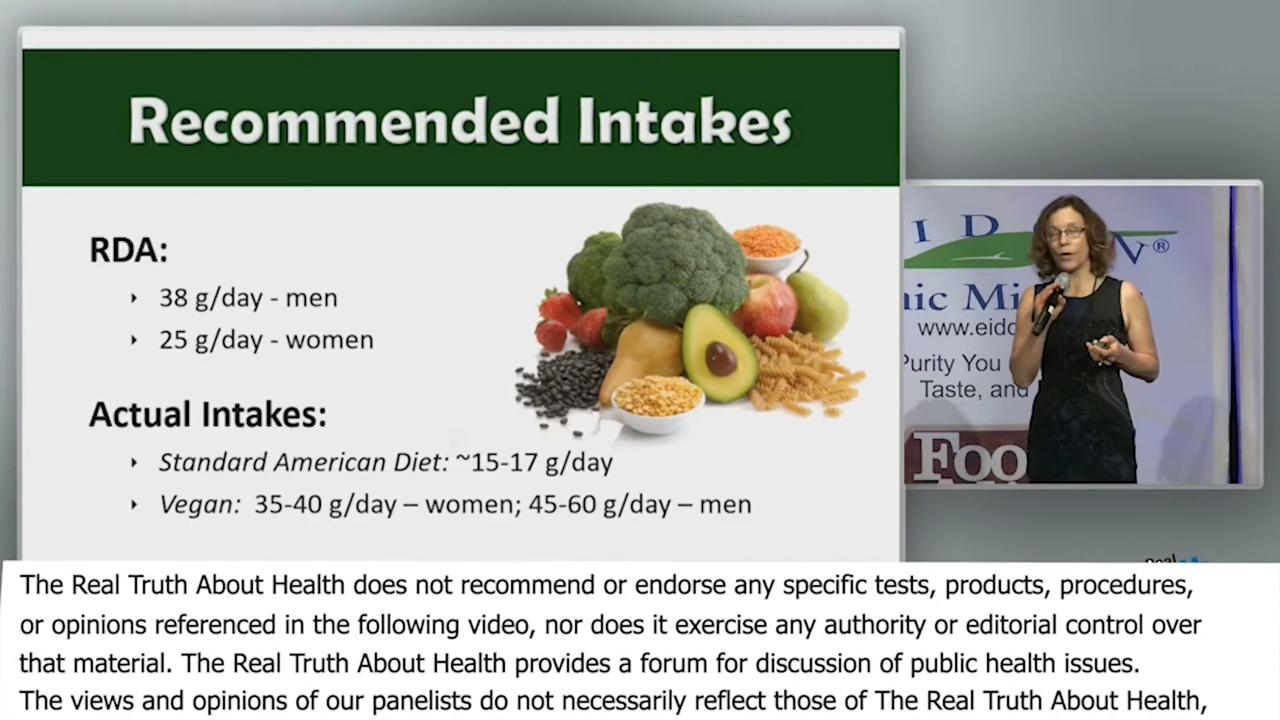 Recommended Intakes
RDA:
38 g/day - men
25 g/day - women
Actual Intakes:
Standard American Diet: ~15-17 g/day
Vegan: 35-40 g/day – women; 45-60 g/day – men
I D N®
nic Mi
www.eido
Purity You
Taste, and
Foo
Real
The Real Truth About Health does not recommend or endorse any specific tests, products, procedures,
or opinions referenced in the following video, nor does it exercise any authority or editorial control over
that material. The Real Truth About Health provides a forum for discussion of public health issues.
The views and opinions of our panelists do not necessarily reflect those of The Real Truth About Health,